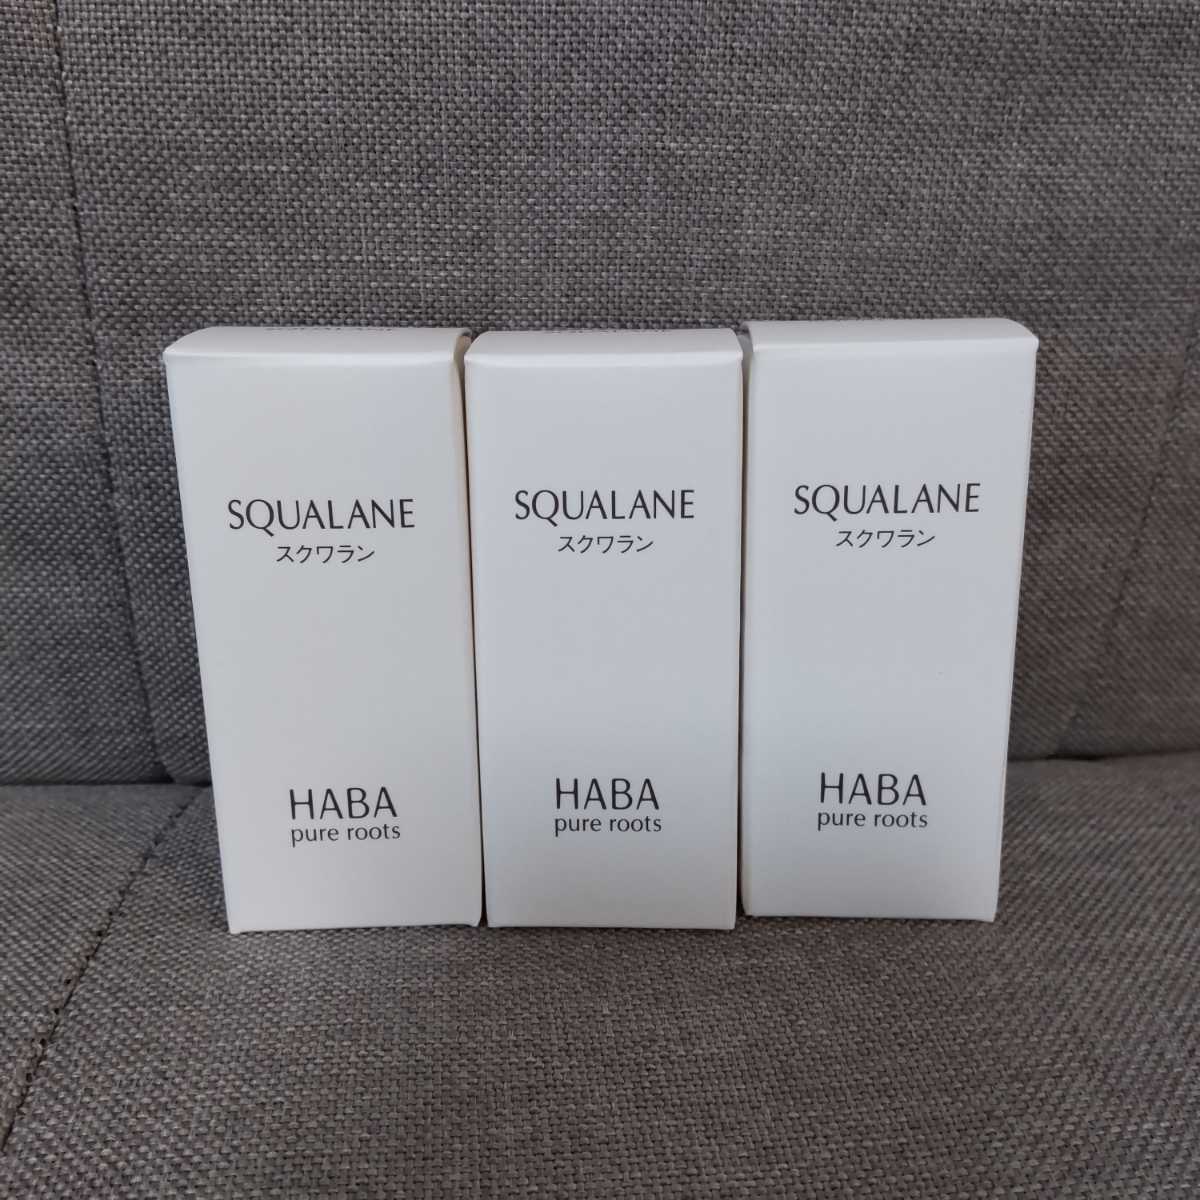 SQUALANE
スクワラン
HABA
pure roots
SQUALANE
スクワラン
HABA
pure roots
SQUALANE
スクワラン
HABA
pure roots